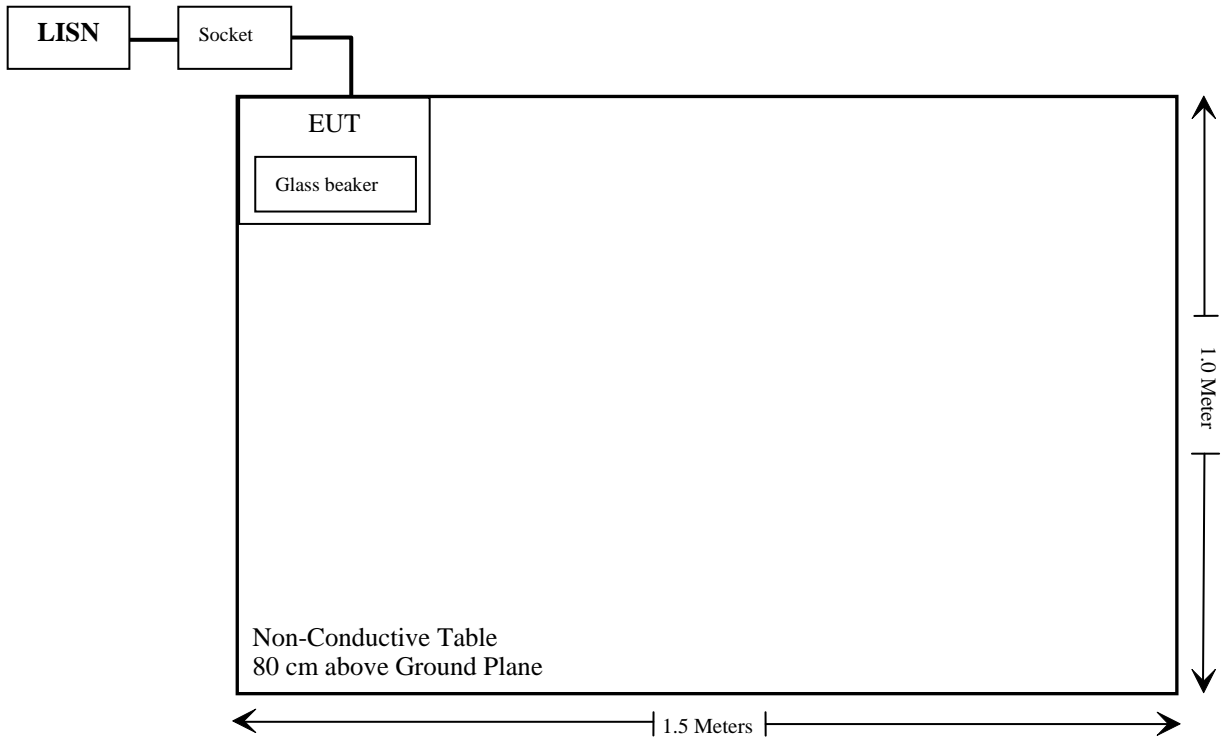 LISN
Socket
EUT
Glass beaker
1.0 Meter
Non-Conductive Table
80 cm above Ground Plane
1.5 Meters